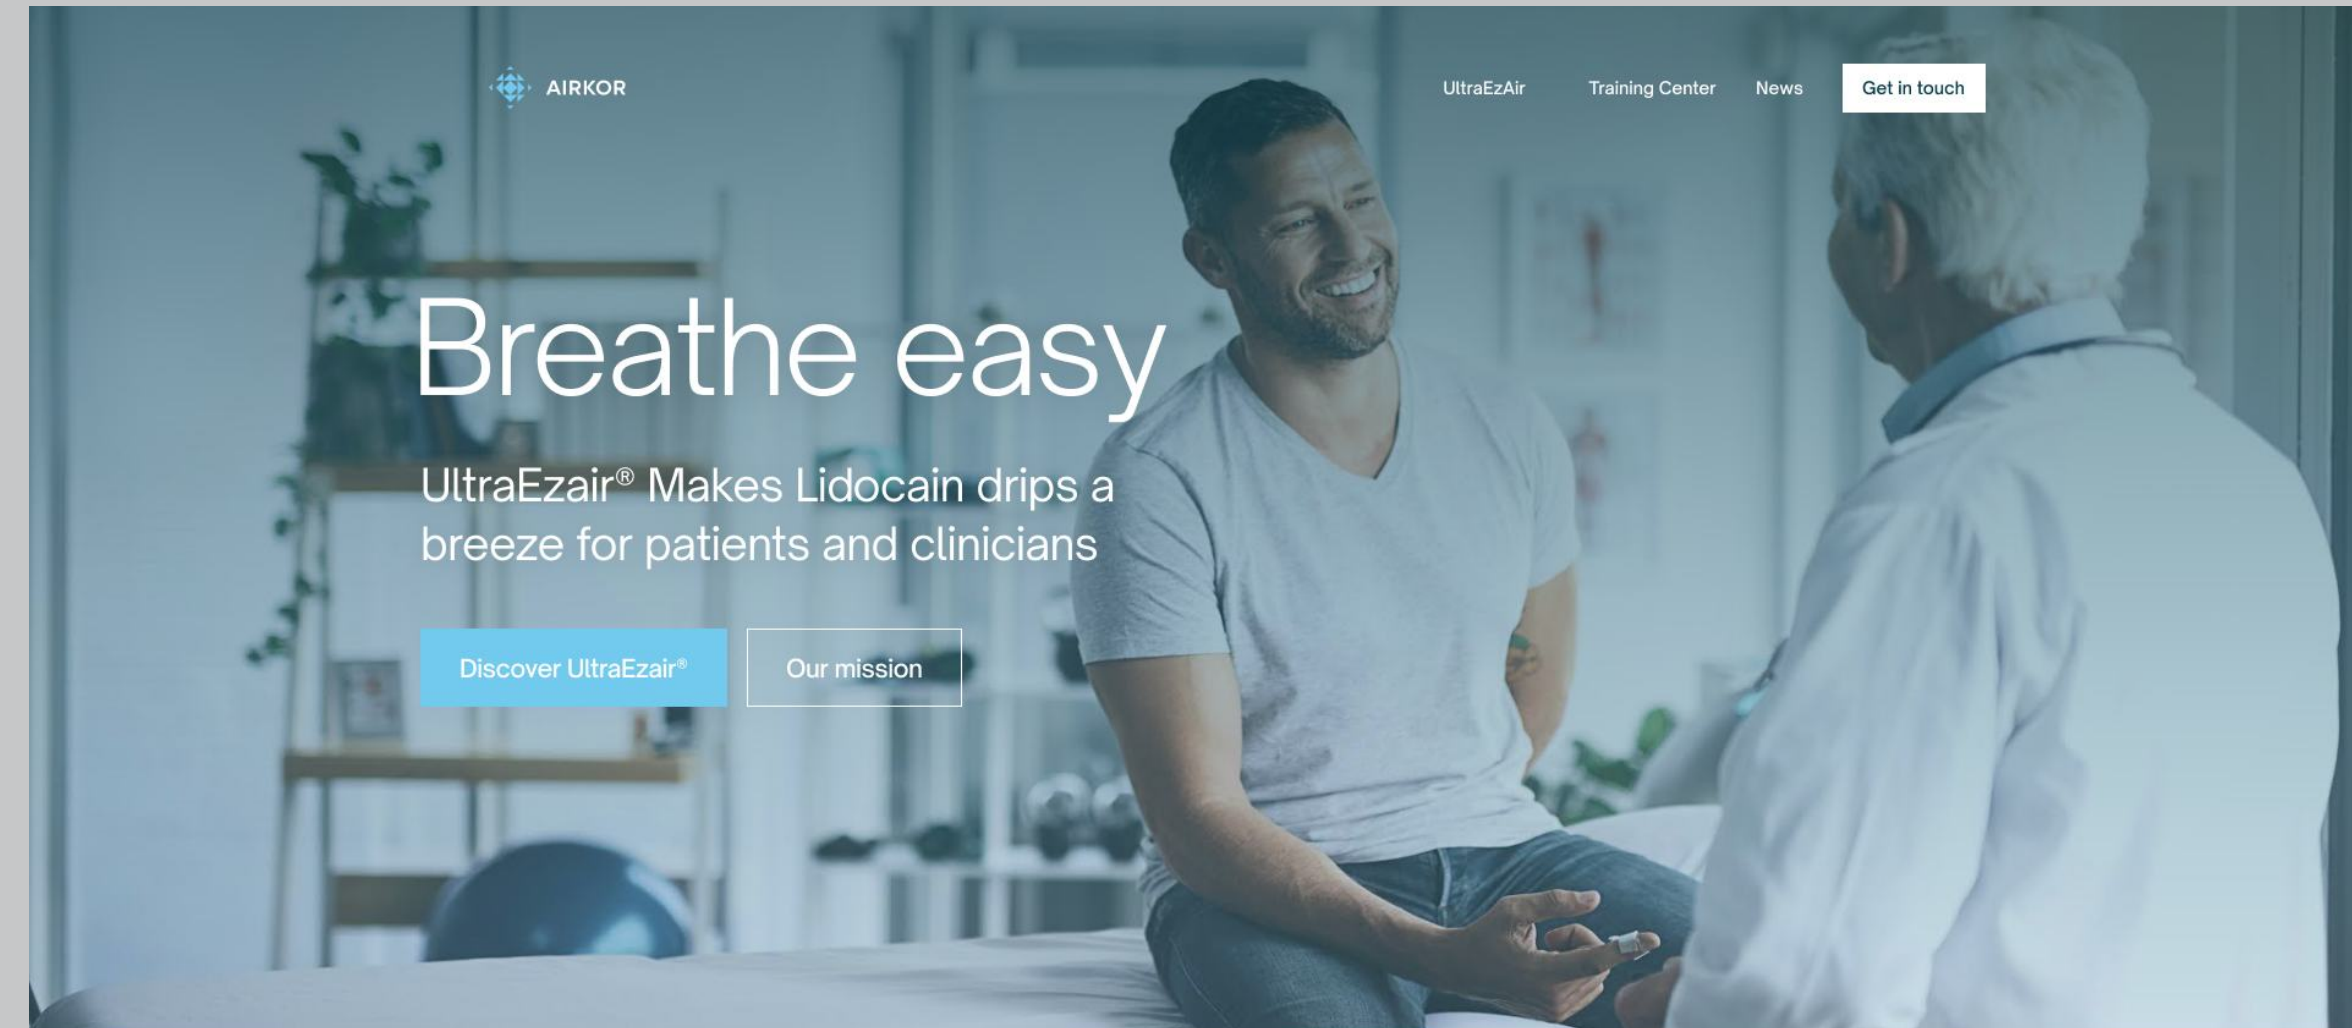 AIRKOR
UltraEzAir
Training Center
News
Get in touch
Breathe easy
UltraEzair® Makes Lidocain drips a
breeze for patients and clinicians
Discover UltraEzair®
Our mission